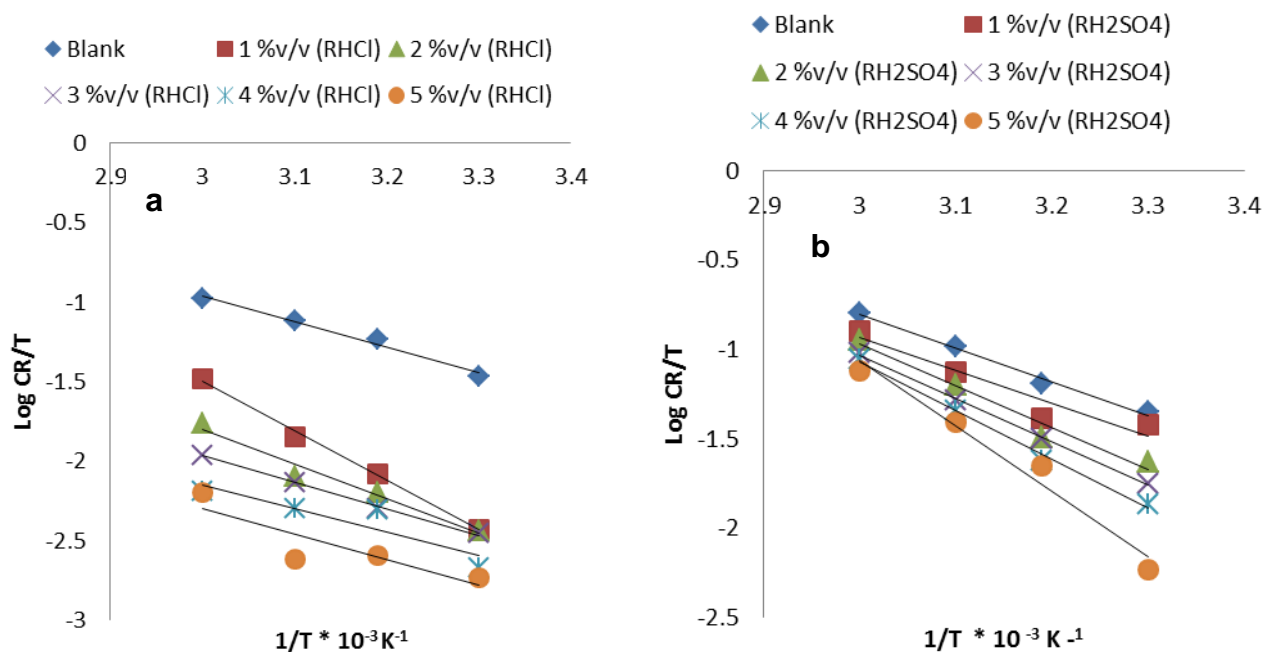 Blank 1 %v/v (RHCl) 2 %v/v (RHCl)
3 %v/v (RHCl) 4 %v/v (RHCl) 5 %v/v (RHCl)
0
2.9 3 3.1 3.2 3.3 3.4
a
-0.5
-1
-1.5
-2
-2.5
-3
Log CR/T
1/T * 10-3 K-1
Blank 1 %v/v (RH2SO4)
2 %v/v (RH2SO4) 3 %v/v (RH2SO4)
4 %v/v (RH2SO4) 5 %v/v (RH2SO4)
0
2.9 3 3.1 3.2 3.3 3.4
b
-0.5
-1
-1.5
-2
-2.5
Log CR/T
1/T * 10 -3 K -1